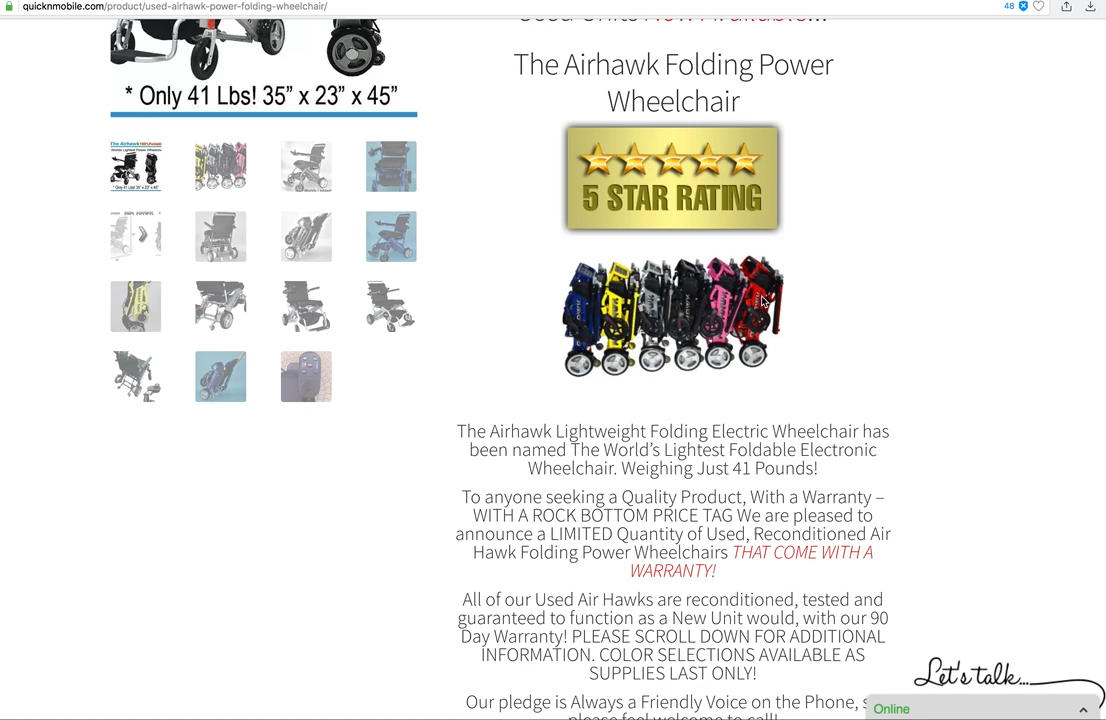 quicknmobile.com/product/used-airhawk-power-folding-wheelchair/
48
* Only 41 Lbs! 35” x 23” x 45”
The Airhawk Folding Power
Wheelchair
5 STAR RATING
The Airhawk Lightweight Folding Electric Wheelchair has
been named The World’s Lightest Foldable Electronic
Wheelchair. Weighing Just 41 Pounds!
To anyone seeking a Quality Product, With a Warranty –
WITH A ROCK BOTTOM PRICE TAG We are pleased to
announce a LIMITED Quantity of Used, Reconditioned Air
Hawk Folding Power Wheelchairs THAT COME WITH A
WARRANTY!
All of our Used Air Hawks are reconditioned, tested and
guaranteed to function as a New Unit would, with our 90
Day Warranty! PLEASE SCROLL DOWN FOR ADDITIONAL
INFORMATION. COLOR SELECTIONS AVAILABLE AS
SUPPLIES LAST ONLY!
Our pledge is Always a Friendly Voice on the Phone,
please feel welcome to call!
Let's talk...
Online